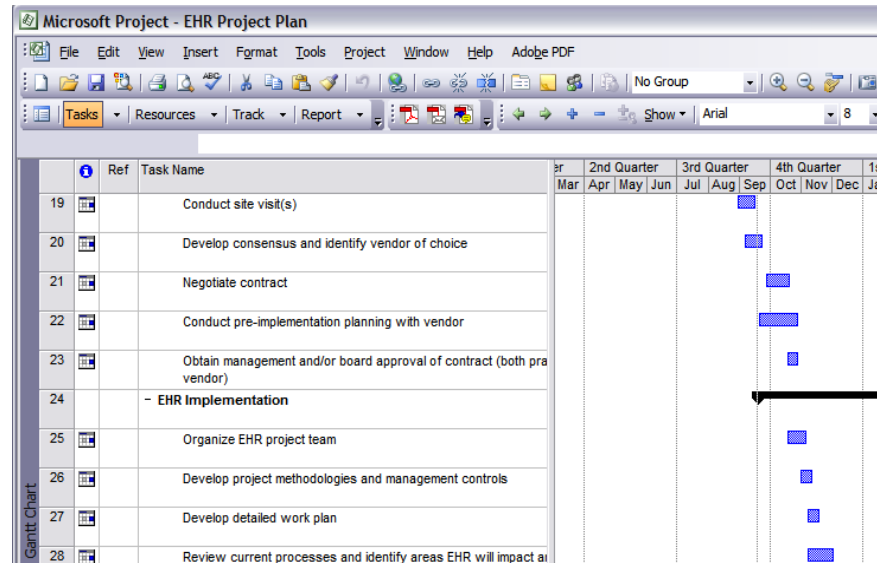 Microsoft Project - EHR Project Plan
File Edit View Insert Format Tools Project Window Help Adobe PDF
No Group
Tasks Resources Track Report Show Arial 8
Ref Task Name 2nd Quarter 3rd Quarter 4th Quarter
Mar Apr May Jun Jul Aug Sep Oct Nov Dec
19 Conduct site visit(s)
20 Develop consensus and identify vendor of choice
21 Negotiate contract
22 Conduct pre-implementation planning with vendor
23 Obtain management and/or board approval of contract (both pra
vendor)
24 - EHR Implementation
25 Organize EHR project team
26 Develop project methodologies and management controls
27 Develop detailed work plan
28 Review current processes and identify areas EHR will impact
Gantt Chart